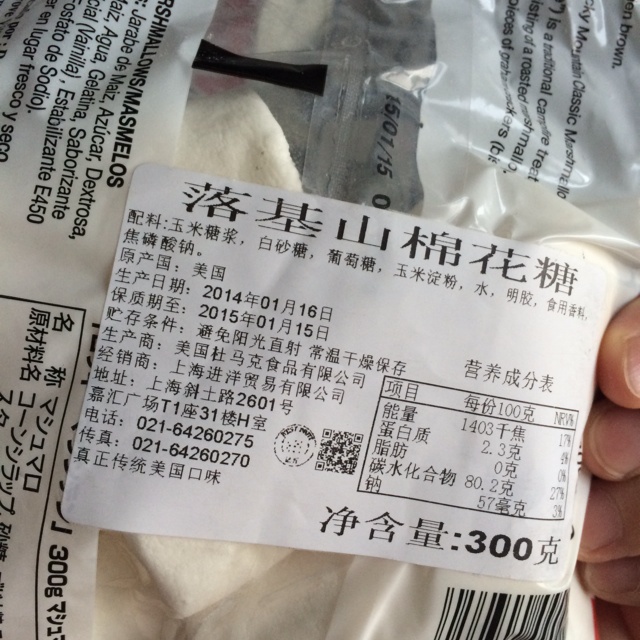 SHMALLONS/MASMELOS
Jarabo de Maíz, Azúcar, Dextrosa,
Maíz, Agua, Gelatina, Saborizante
cial (Vainilla), Estabilizante E450
sfato de Sodio).
en lugar fresco y seco
15/01/15
cky Mountain Classic Marshmallo
is a traditional campfire treat
of a roasted marshmallow
pieces of graham crackers
en brown.
落基山棉花糖
配料:玉米糖浆，白砂糖，葡萄糖，玉米淀粉，水，明胶，食用香料，
焦磷酸钠。
原产国：美国
生产日期：2014年01月16日
保质期至：2015年01月15日
贮存条件：避免阳光直射 常温干燥保存
生产商：美国杜马克食品有限公司
经销商：上海进洋贸易有限公司
地址：上海斜土路2601号
嘉汇广场T1座31楼H室
电话：021-64260275
传真：021-64260270
真正传统美国口味
营养成分表
项目 每份100克 NRV%
能量 1403千焦 17%
蛋白质 2.3克 4%
脂肪 0克 0%
碳水化合物 80.2克 27%
钠 57毫克 3%
净含量:300克
名 称 マシュマロ
原材料名 コーンシラップ
300g マシュ